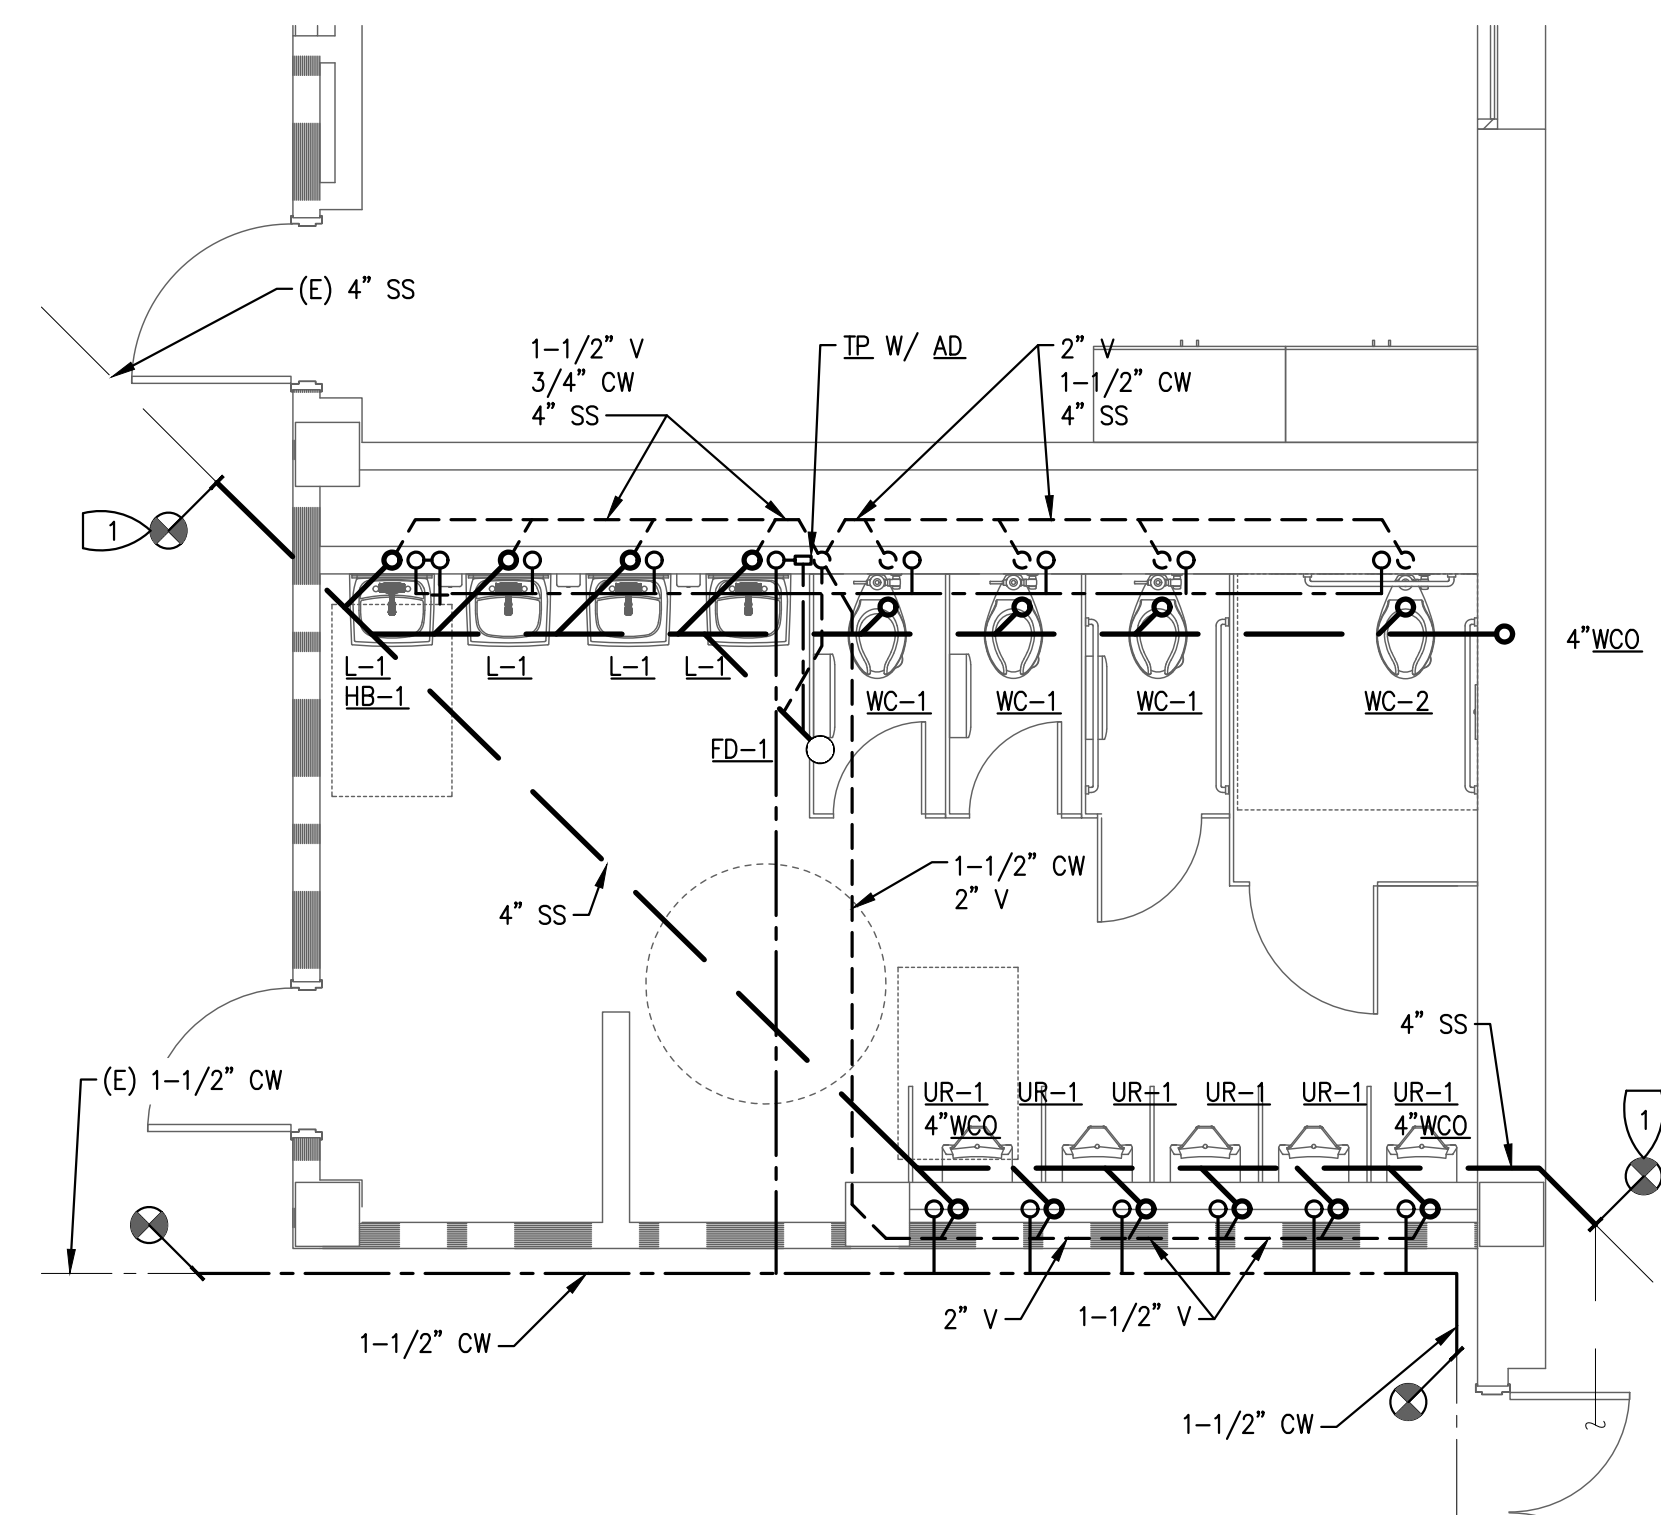 (E) 4” SS
1-1/2” V
3/4” CW
4” SS
TP W/ AD
2” V
1-1/2” CW
4” SS
1
4”WCO
L-1
HB-1
L-1
L-1
L-1
WC-1
WC-1
WC-1
WC-2
FD-1
1-1/2” CW
2” V
4” SS
4” SS
(E) 1-1/2” CW
UR-1
4”WCO
UR-1
UR-1
UR-1
UR-1
UR-1
4”WCO
1
2” V
1-1/2” V
1-1/2” CW
1-1/2” CW